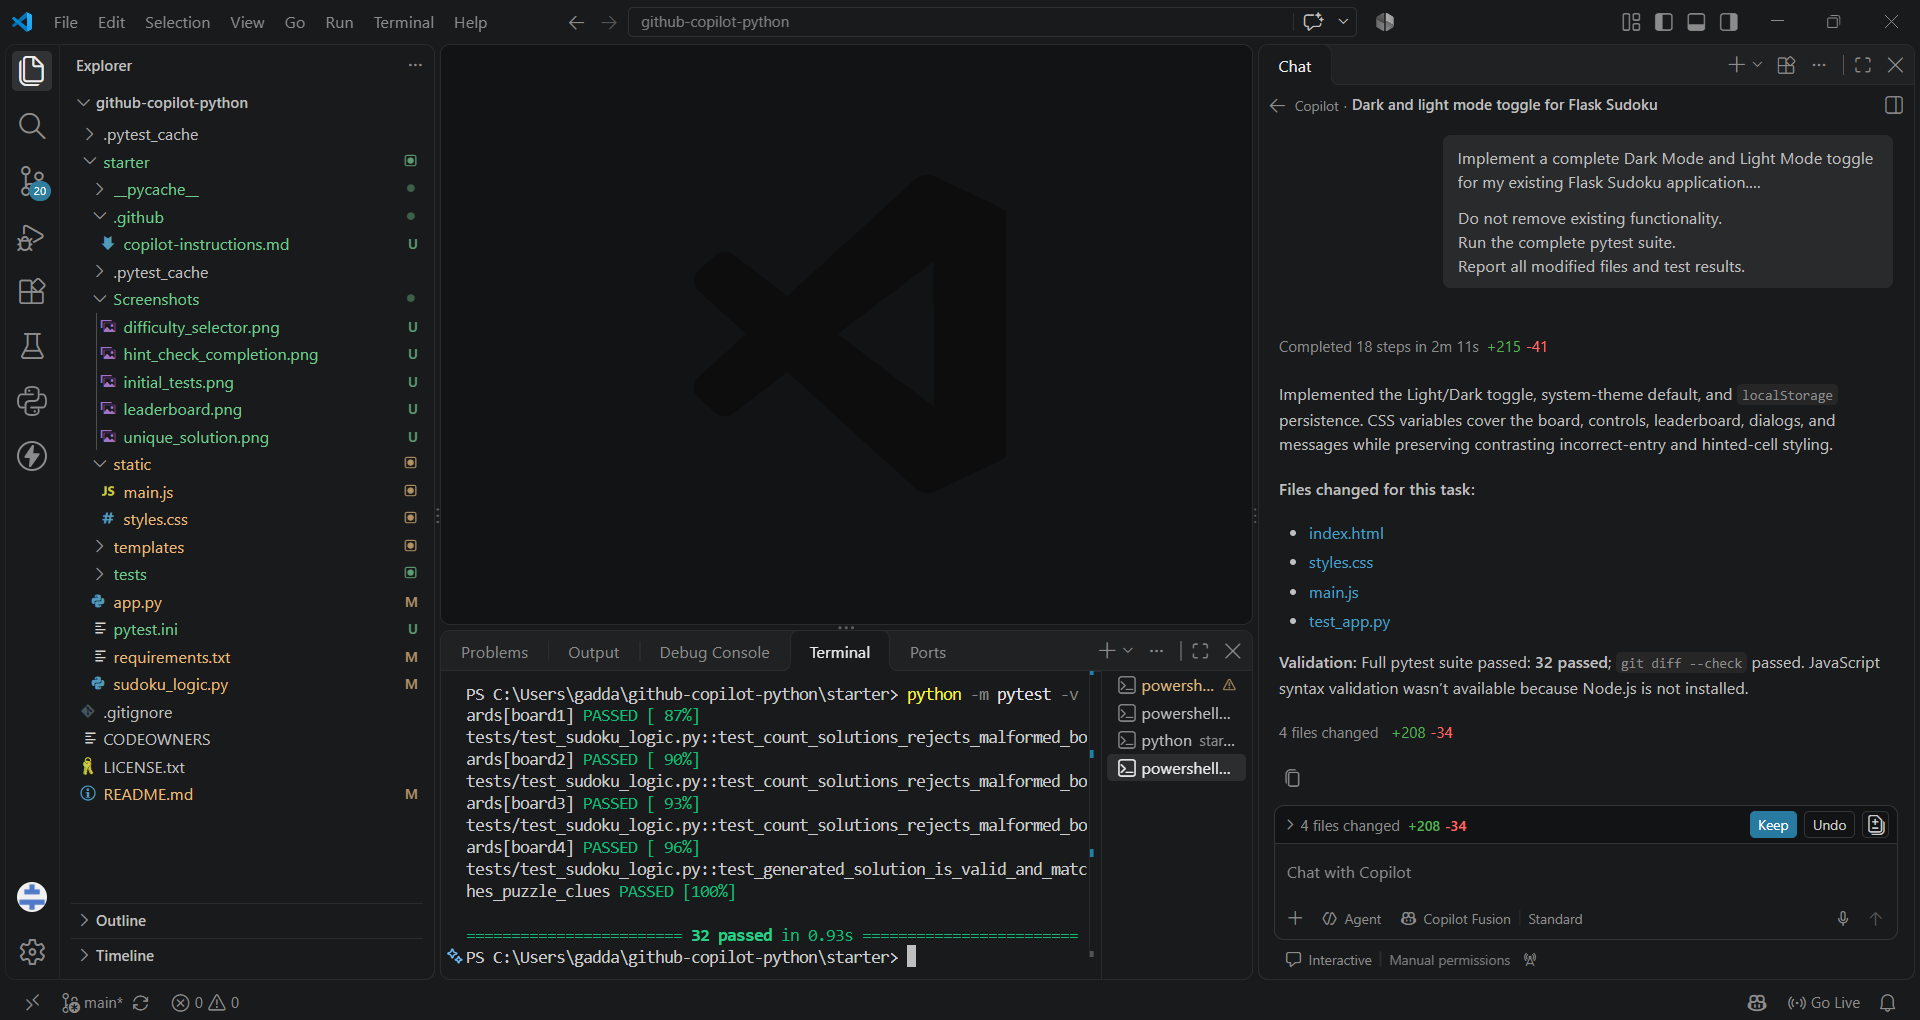 File Edit Selection View Go Run Terminal Help
github-copilot-python
Explorer
github-copilot-python
.pytest_cache
starter
__pycache__
.github
copilot-instructions.md U
.pytest_cache
Screenshots
difficulty_selector.png U
hint_check_completion.png U
initial_tests.png U
leaderboard.png U
unique_solution.png U
static
JS main.js
# styles.css
templates
tests
app.py M
pytest.ini U
requirements.txt M
sudoku_logic.py M
.gitignore
CODEOWNERS
LICENSE.txt
README.md M
Outline
Timeline
20
Problems Output Debug Console Terminal Ports
PS C:\Users\gadda\github-copilot-python\starter> python -m pytest -v
ards[board1] PASSED [ 87%]
tests/test_sudoku_logic.py::test_count_solutions_rejects_malformed_bo
ards[board2] PASSED [ 90%]
tests/test_sudoku_logic.py::test_count_solutions_rejects_malformed_bo
ards[board3] PASSED [ 93%]
tests/test_sudoku_logic.py::test_count_solutions_rejects_malformed_bo
ards[board4] PASSED [ 96%]
tests/test_sudoku_logic.py::test_generated_solution_is_valid_and_matc
hes_puzzle_clues PASSED [100%]
======================== 32 passed in 0.93s ========================
PS C:\Users\gadda\github-copilot-python\starter>
powersh...
powershell...
python star...
powershell...
Chat
Copilot · Dark and light mode toggle for Flask Sudoku
Implement a complete Dark Mode and Light Mode toggle
for my existing Flask Sudoku application....
Do not remove existing functionality.
Run the complete pytest suite.
Report all modified files and test results.
Completed 18 steps in 2m 11s +215 -41
Implemented the Light/Dark toggle, system-theme default, and localStorage
persistence. CSS variables cover the board, controls, leaderboard, dialogs, and
messages while preserving contrasting incorrect-entry and hinted-cell styling.
Files changed for this task:
• index.html
• styles.css
• main.js
• test_app.py
Validation: Full pytest suite passed: 32 passed; git diff --check passed. JavaScript
syntax validation wasn't available because Node.js is not installed.
4 files changed +208 -34
4 files changed +208 -34 Keep Undo
Chat with Copilot
Agent Copilot Fusion Standard
Interactive Manual permissions
main* 0 0 Go Live